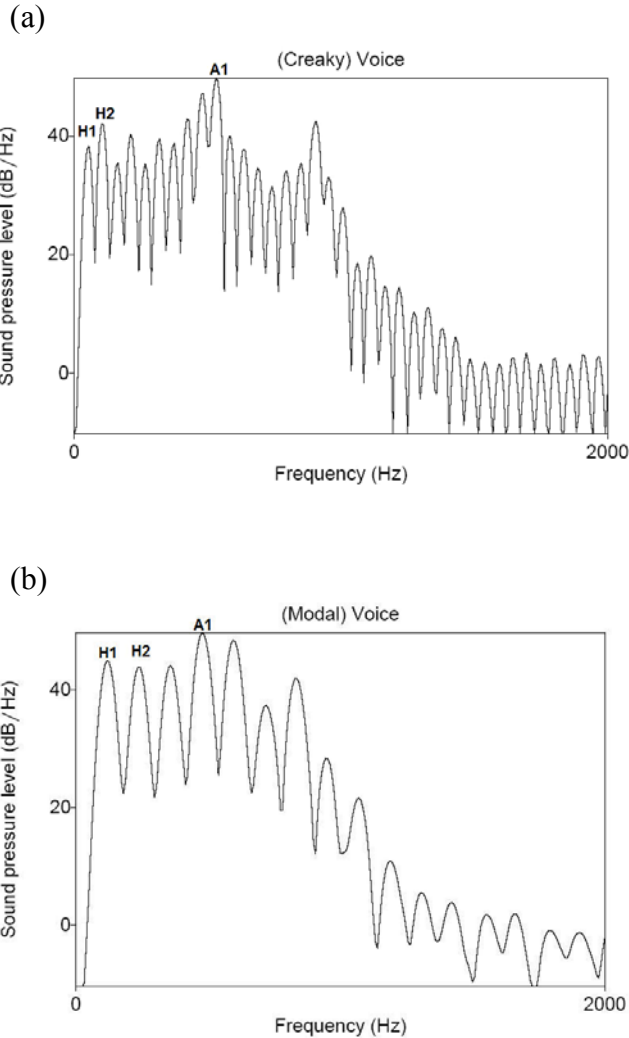 (a)
(Creaky) Voice
A1
H2
H1
40
20
0
Sound pressure level (dB/Hz)
0
2000
Frequency (Hz)
(b)
(Modal) Voice
A1
H1
H2
40
20
0
Sound pressure level (dB/Hz)
0
2000
Frequency (Hz)